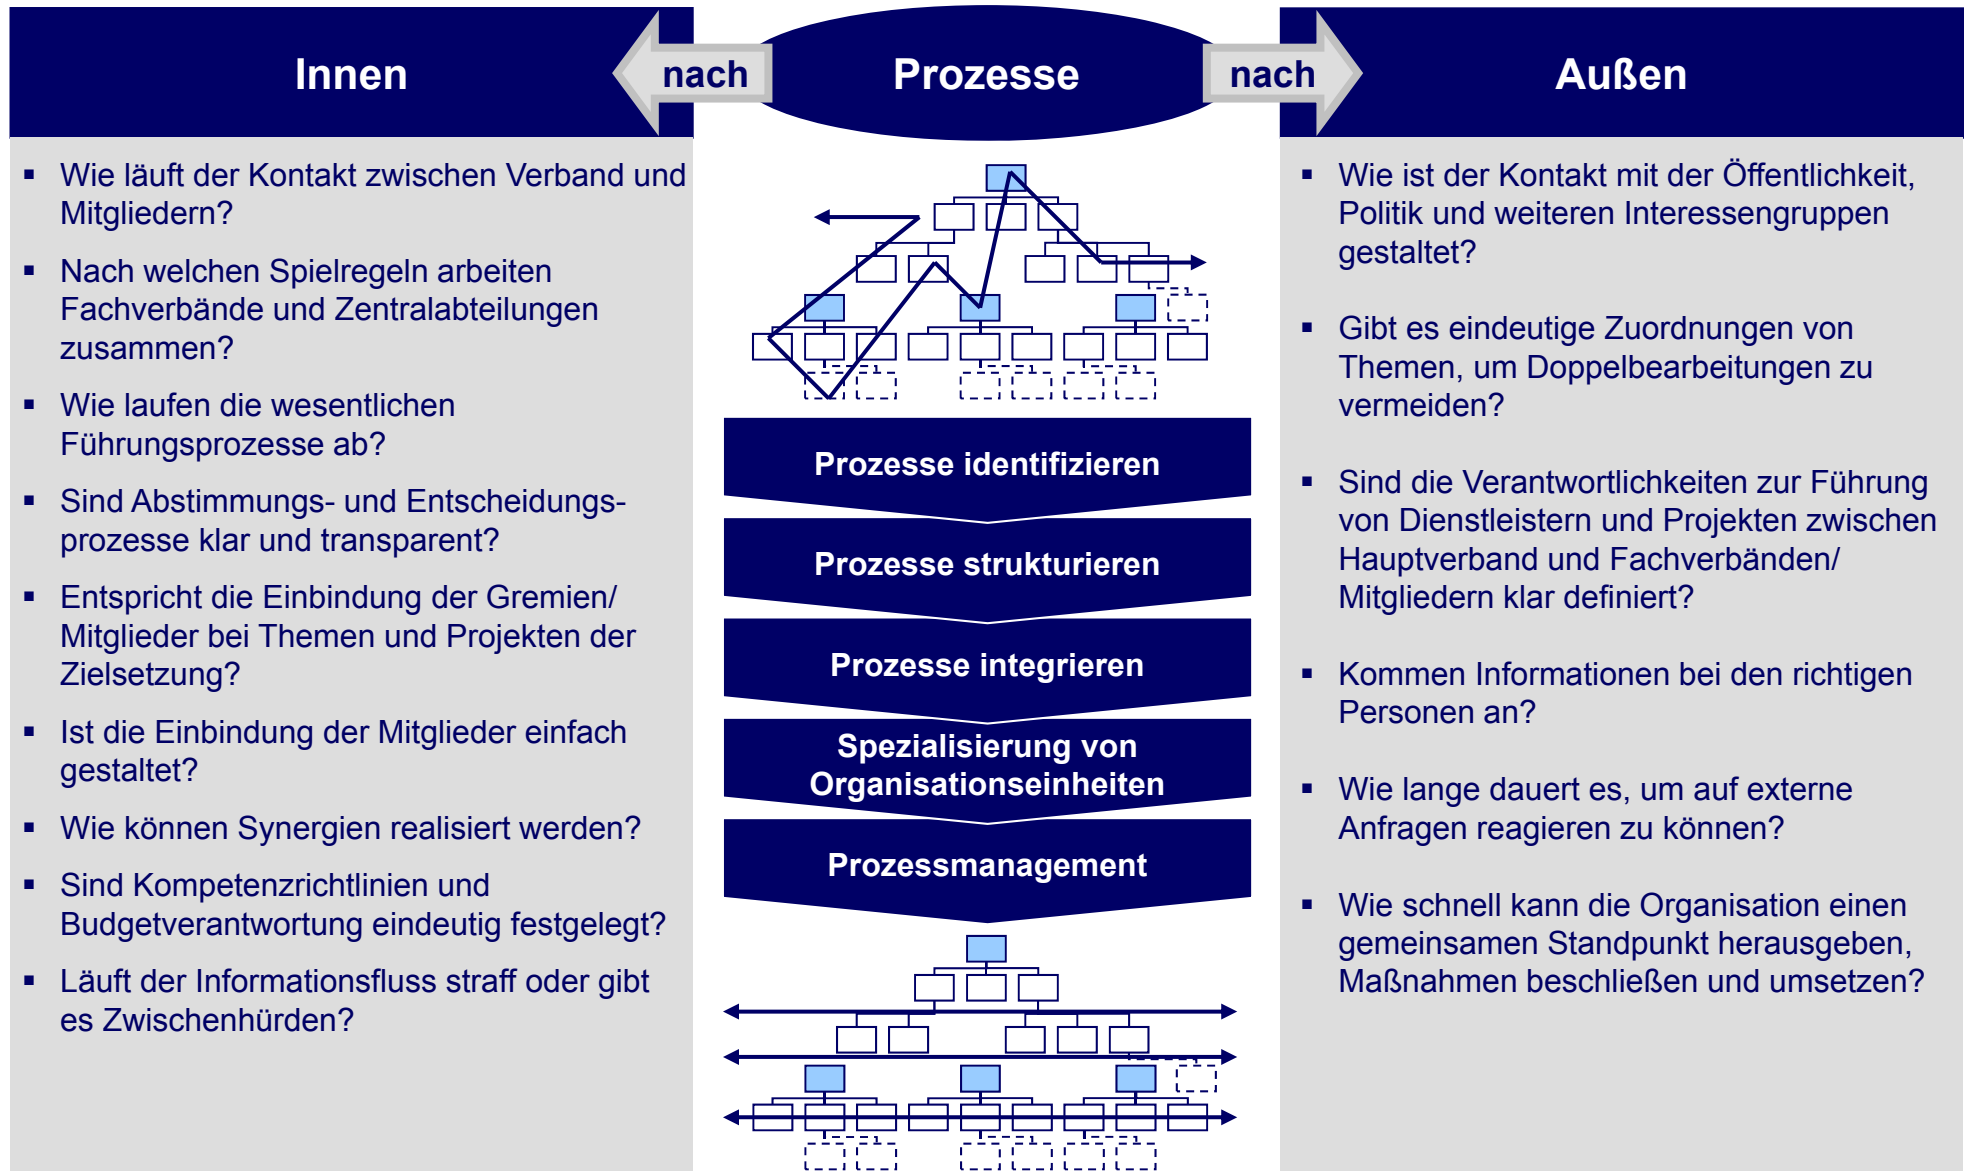 Innen
nach
Prozesse
nach
Außen
▪ Wie läuft der Kontakt zwischen Verband und
Mitgliedern?
▪ Nach welchen Spielregeln arbeiten
Fachverbände und Zentralabteilungen
zusammen?
▪ Wie laufen die wesentlichen
Führungsprozesse ab?
▪ Sind Abstimmungs- und Entscheidungs-
prozesse klar und transparent?
▪ Entspricht die Einbindung der Gremien/
Mitglieder bei Themen und Projekten der
Zielsetzung?
▪ Ist die Einbindung der Mitglieder einfach
gestaltet?
▪ Wie können Synergien realisiert werden?
▪ Sind Kompetenzrichtlinien und
Budgetverantwortung eindeutig festgelegt?
▪ Läuft der Informationsfluss straff oder gibt
es Zwischenhürden?
Prozesse identifizieren
Prozesse strukturieren
Prozesse integrieren
Spezialisierung von
Organisationseinheiten
Prozessmanagement
▪ Wie ist der Kontakt mit der Öffentlichkeit,
Politik und weiteren Interessengruppen
gestaltet?
▪ Gibt es eindeutige Zuordnungen von
Themen, um Doppelbearbeitungen zu
vermeiden?
▪ Sind die Verantwortlichkeiten zur Führung
von Dienstleistern und Projekten zwischen
Hauptverband und Fachverbänden/
Mitgliedern klar definiert?
▪ Kommen Informationen bei den richtigen
Personen an?
▪ Wie lange dauert es, um auf externe
Anfragen reagieren zu können?
▪ Wie schnell kann die Organisation einen
gemeinsamen Standpunkt herausgeben,
Maßnahmen beschließen und umsetzen?